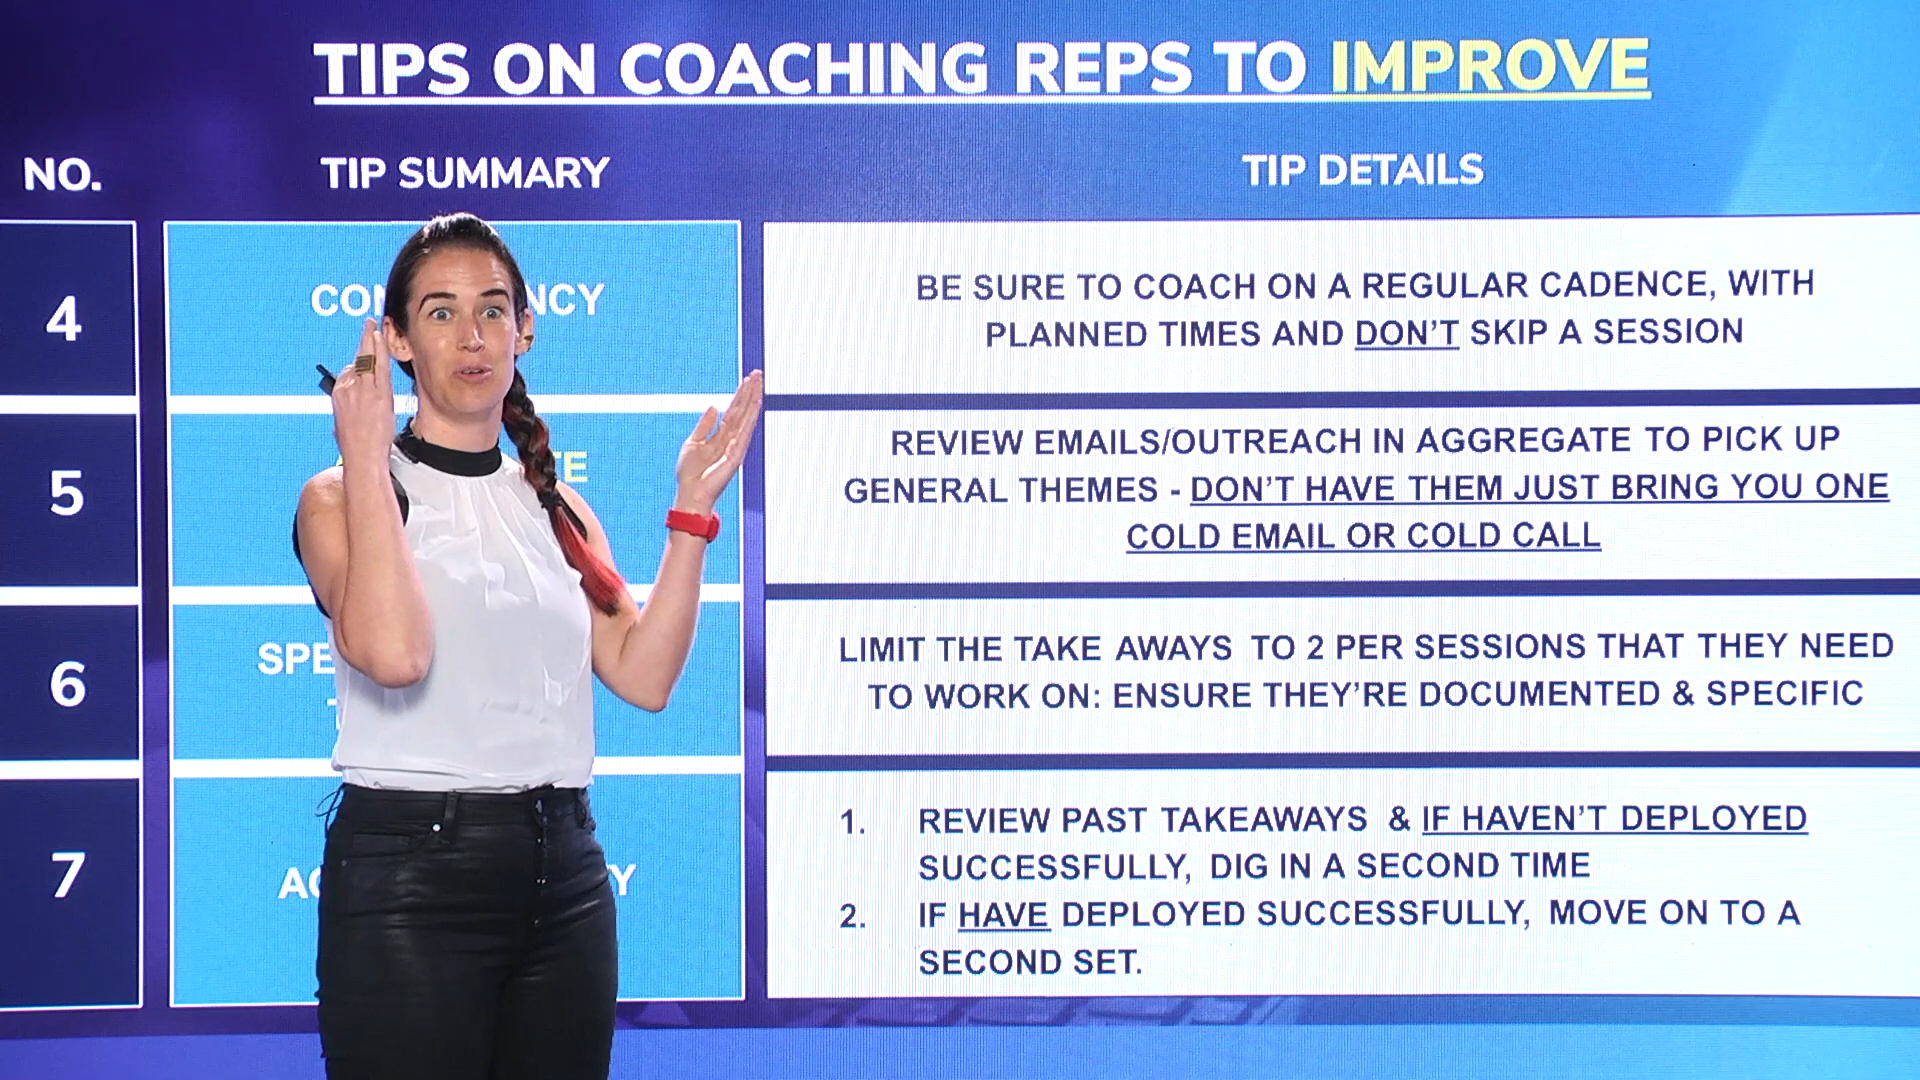 TIPS ON COACHING REPS TO IMPROVE
NO. TIP SUMMARY TIP DETAILS
4
BE SURE TO COACH ON A REGULAR CADENCE, WITH
PLANNED TIMES AND DON'T SKIP A SESSION
5
REVIEW EMAILS/OUTREACH IN AGGREGATE TO PICK UP
GENERAL THEMES - DON'T HAVE THEM JUST BRING YOU ONE
COLD EMAIL OR COLD CALL
6
LIMIT THE TAKE AWAYS TO 2 PER SESSIONS THAT THEY NEED
TO WORK ON: ENSURE THEY'RE DOCUMENTED & SPECIFIC
7
1. REVIEW PAST TAKEAWAYS & IF HAVEN'T DEPLOYED
SUCCESSFULLY, DIG IN A SECOND TIME
2. IF HAVE DEPLOYED SUCCESSFULLY, MOVE ON TO A
SECOND SET.